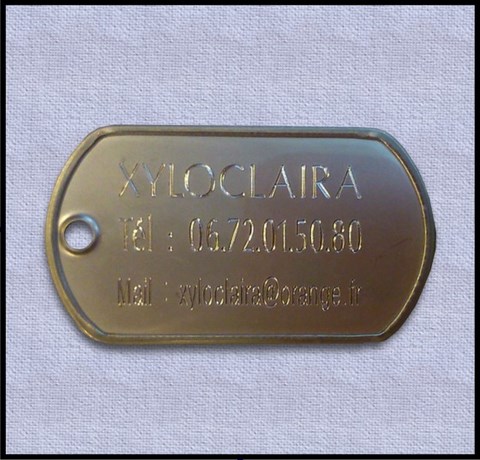 XYLOCLAIRA
Tél : 06.72.01.50.80
Mail : xyloclaira@orange.fr